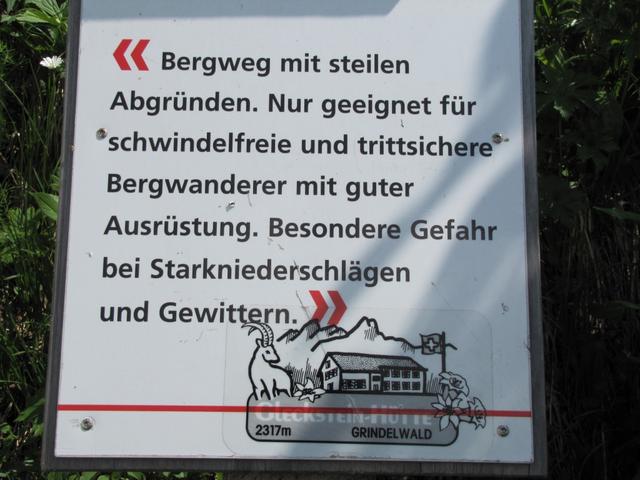 « Bergweg mit steilen
Abgründen. Nur geeignet für
schwindelfreie und trittsichere
Bergwanderer mit guter
Ausrüstung. Besondere Gefahr
bei Starkniederschlägen
und Gewittern. »
Gleckstein-Hütte
2317m GRINDELWALD